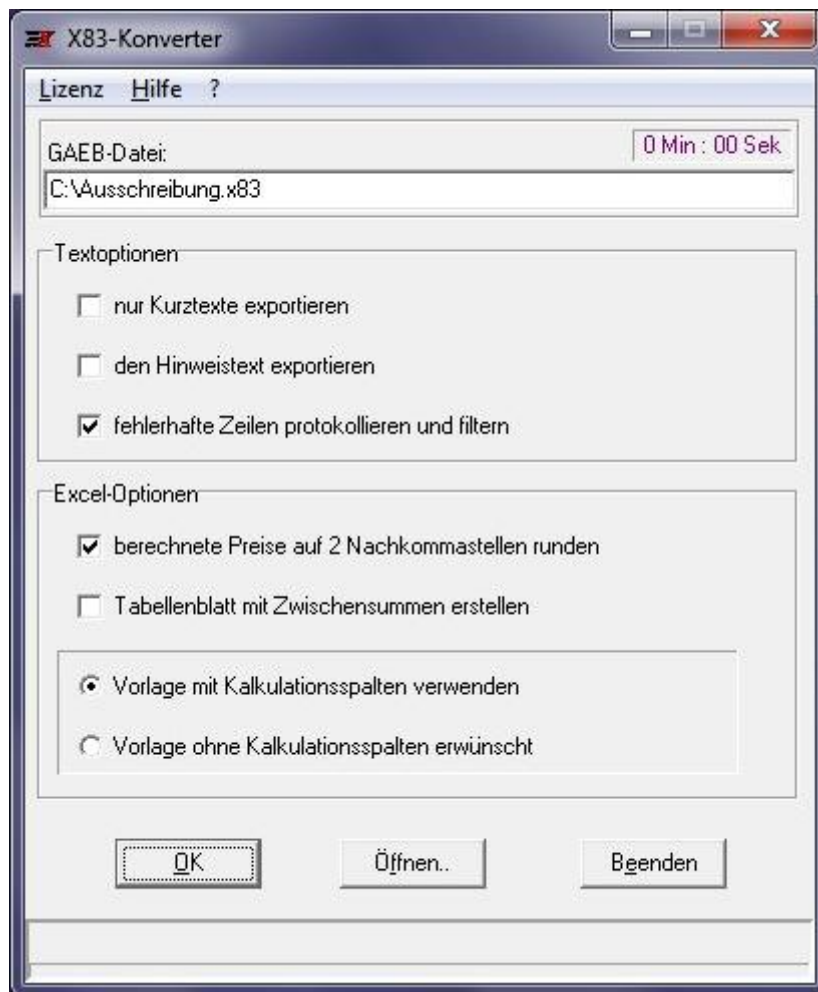 X83-Konverter
Lizenz Hilfe ?
GAEB-Datei:
0 Min : 00 Sek
C:\Ausschreibung.x83
Textoptionen
nur Kurztexte exportieren
den Hinweistext exportieren
fehlerhafte Zeilen protokollieren und filtern
Excel-Optionen
berechnete Preise auf 2 Nachkommastellen runden
Tabellenblatt mit Zwischensummen erstellen
Vorlage mit Kalkulationsspalten verwenden
Vorlage ohne Kalkulationsspalten erwünscht
OK Öffnen.. Beenden